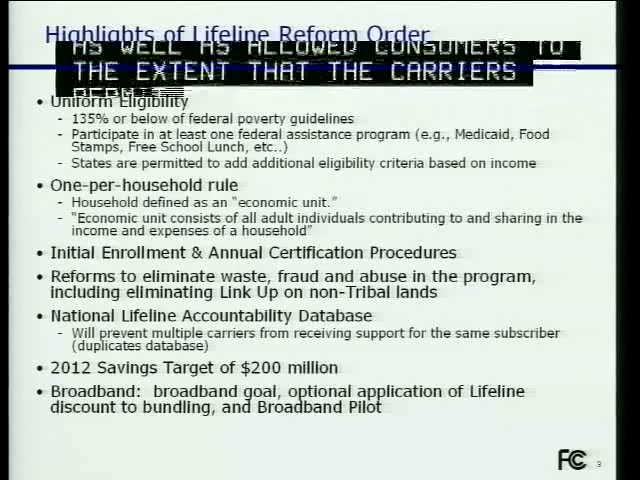 Highlights of Lifeline Reform Order
AS WELL AS ALLOWED CONSUMERS TO
THE EXTENT THAT THE CARRIERS
• Uniform Eligibility
- 135% or below of federal poverty guidelines
- Participate in at least one federal assistance program (e.g., Medicaid, Food
Stamps, Free School Lunch, etc..)
- States are permitted to add additional eligibility criteria based on income
• One-per-household rule
- Household defined as an “economic unit.”
- “Economic unit consists of all adult individuals contributing to and sharing in the
income and expenses of a household”
• Initial Enrollment & Annual Certification Procedures
• Reforms to eliminate waste, fraud and abuse in the program,
including eliminating Link Up on non-Tribal lands
• National Lifeline Accountability Database
- Will prevent multiple carriers from receiving support for the same subscriber
(duplicates database)
• 2012 Savings Target of $200 million
• Broadband: broadband goal, optional application of Lifeline
discount to bundling, and Broadband Pilot
FCC 3